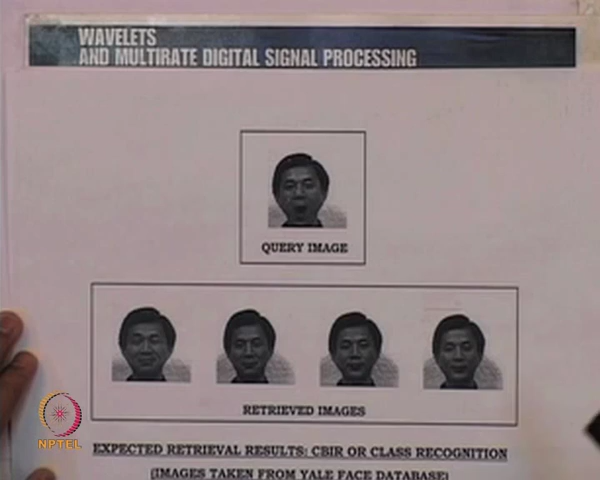 WAVELETS
AND MULTIRATE DIGITAL SIGNAL PROCESSING
QUERY IMAGE
RETRIEVED IMAGES
NPTEL
EXPECTED RETRIEVAL RESULTS: CBIR OR CLASS RECOGNITION
(IMAGES TAKEN FROM YALE FACE DATABASE)